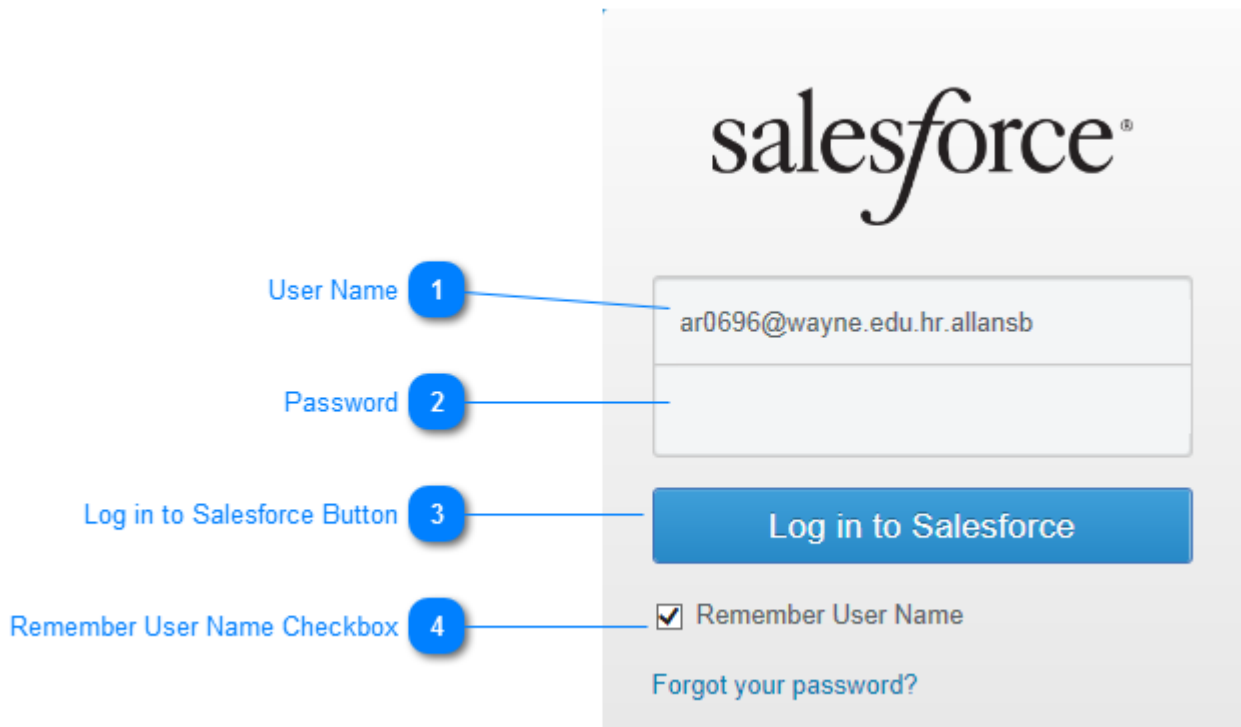 salesforce®
User Name 1
ar0696@wayne.edu.hr.allansb
Password 2
Log in to Salesforce Button 3
Log in to Salesforce
Remember User Name Checkbox 4
Remember User Name
Forgot your password?